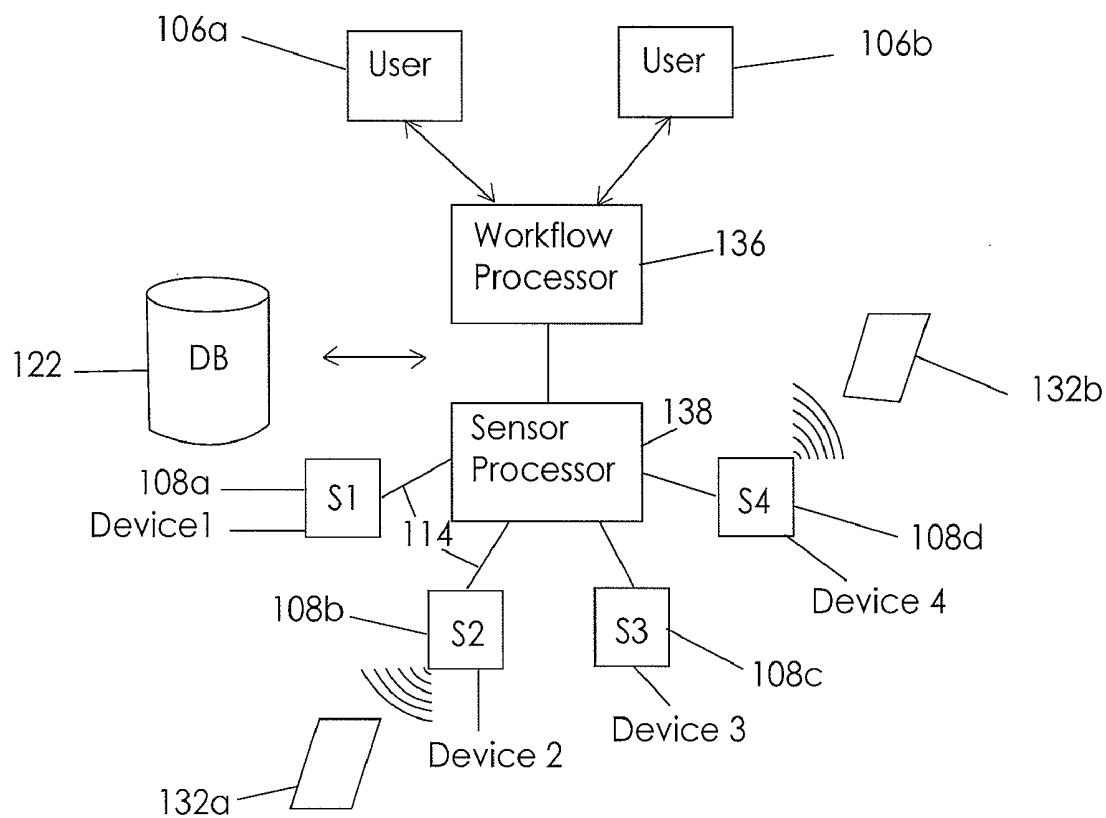 106a
User
User
106b
Workflow
Processor
136
122
DB
132b
Sensor
Processor
138
108a
S1
Device1
114
S4
108d
108b
S2
S3
Device 4
108c
Device 2
Device 3
132a